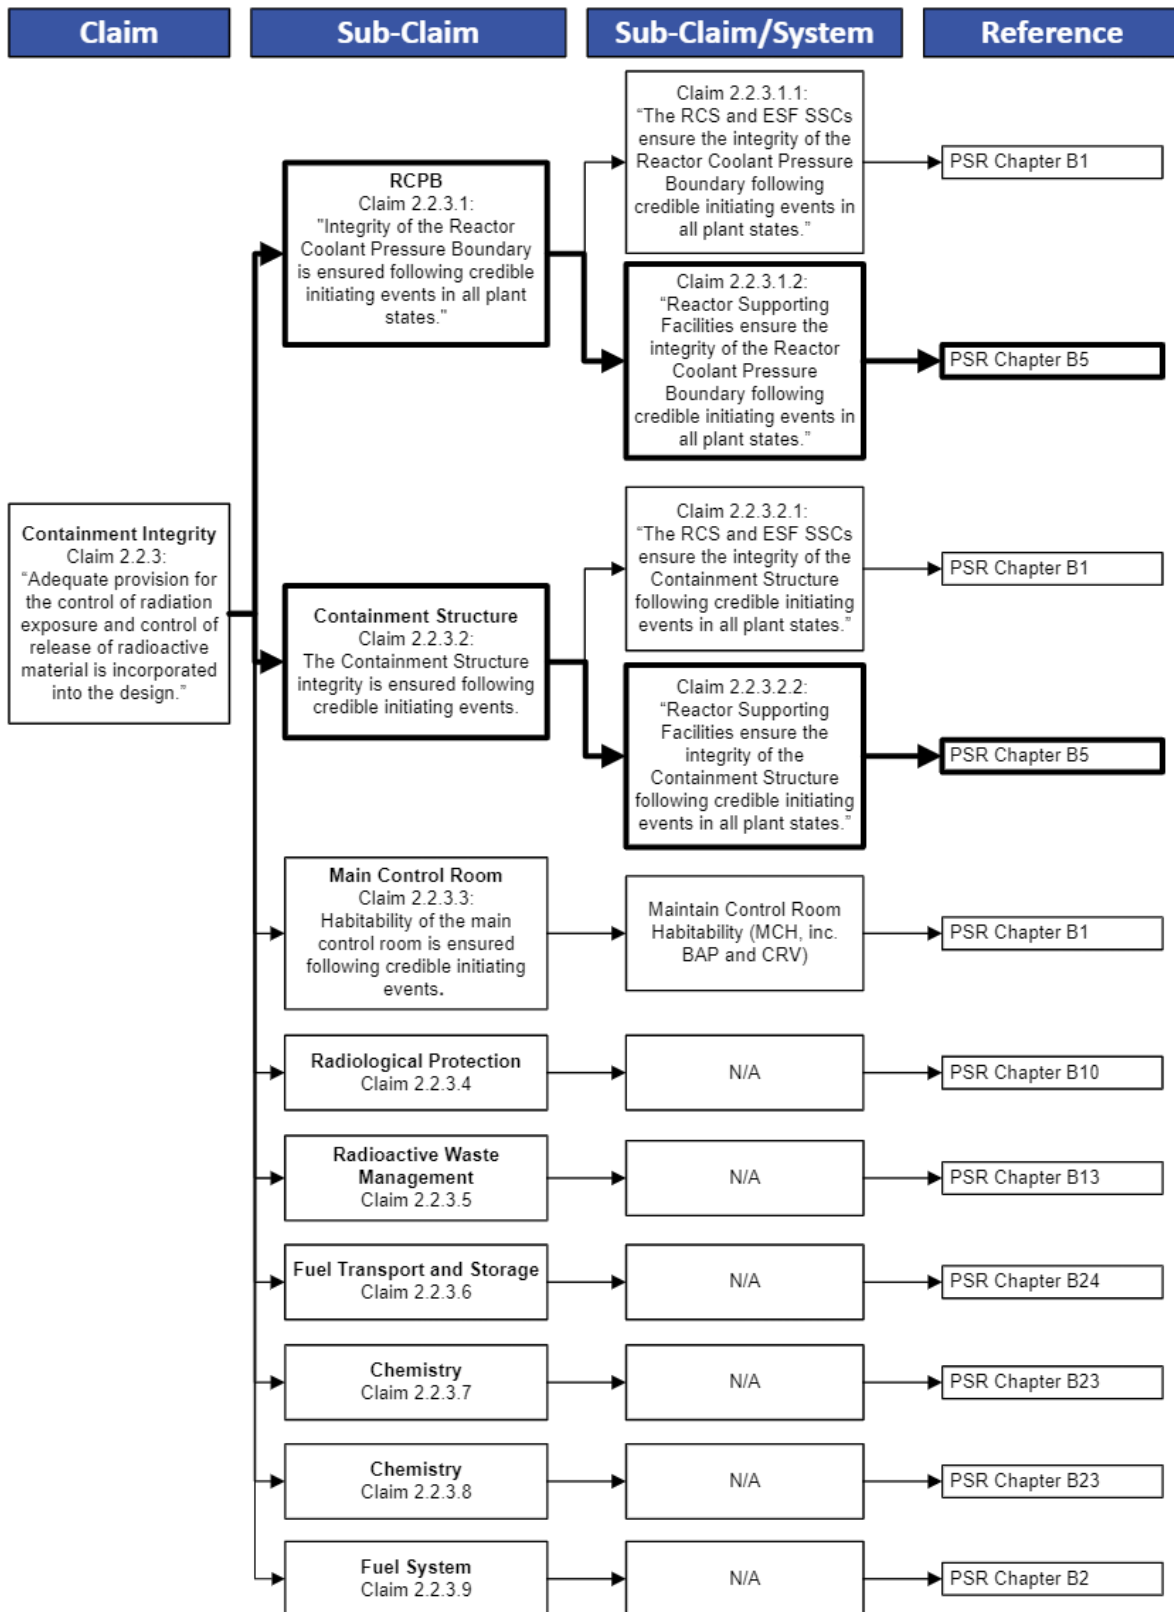 Claim
Sub-Claim
Sub-Claim/System
Reference
Containment Integrity
Claim 2.2.3:
“Adequate provision for
the control of radiation
exposure and control of
release of radioactive
material is incorporated
into the design.”
RCPB
Claim 2.2.3.1:
"Integrity of the Reactor
Coolant Pressure Boundary
is ensured following credible
initiating events in all plant
states."
Claim 2.2.3.1.1:
“The RCS and ESF SSCs
ensure the integrity of the
Reactor Coolant Pressure
Boundary following
credible initiating events in
all plant states.”
PSR Chapter B1
Claim 2.2.3.1.2:
“Reactor Supporting
Facilities ensure the
integrity of the Reactor
Coolant Pressure
Boundary following
credible initiating events in
all plant states.”
PSR Chapter B5
Containment Structure
Claim 2.2.3.2:
The Containment Structure
integrity is ensured following
credible initiating events.
Claim 2.2.3.2.1:
“The RCS and ESF SSCs
ensure the integrity of the
Containment Structure
following credible initiating
events in all plant states.”
PSR Chapter B1
Claim 2.2.3.2.2:
“Reactor Supporting
Facilities ensure the
integrity of the
Containment Structure
following credible initiating
events in all plant states.”
PSR Chapter B5
Main Control Room
Claim 2.2.3.3:
Habitability of the main
control room is ensured
following credible initiating
events.
Maintain Control Room
Habitability (MCH, inc.
BAP and CRV)
PSR Chapter B1
Radiological Protection
Claim 2.2.3.4
N/A
PSR Chapter B10
Radioactive Waste
Management
Claim 2.2.3.5
N/A
PSR Chapter B13
Fuel Transport and Storage
Claim 2.2.3.6
N/A
PSR Chapter B24
Chemistry
Claim 2.2.3.7
N/A
PSR Chapter B23
Chemistry
Claim 2.2.3.8
N/A
PSR Chapter B23
Fuel System
Claim 2.2.3.9
N/A
PSR Chapter B2